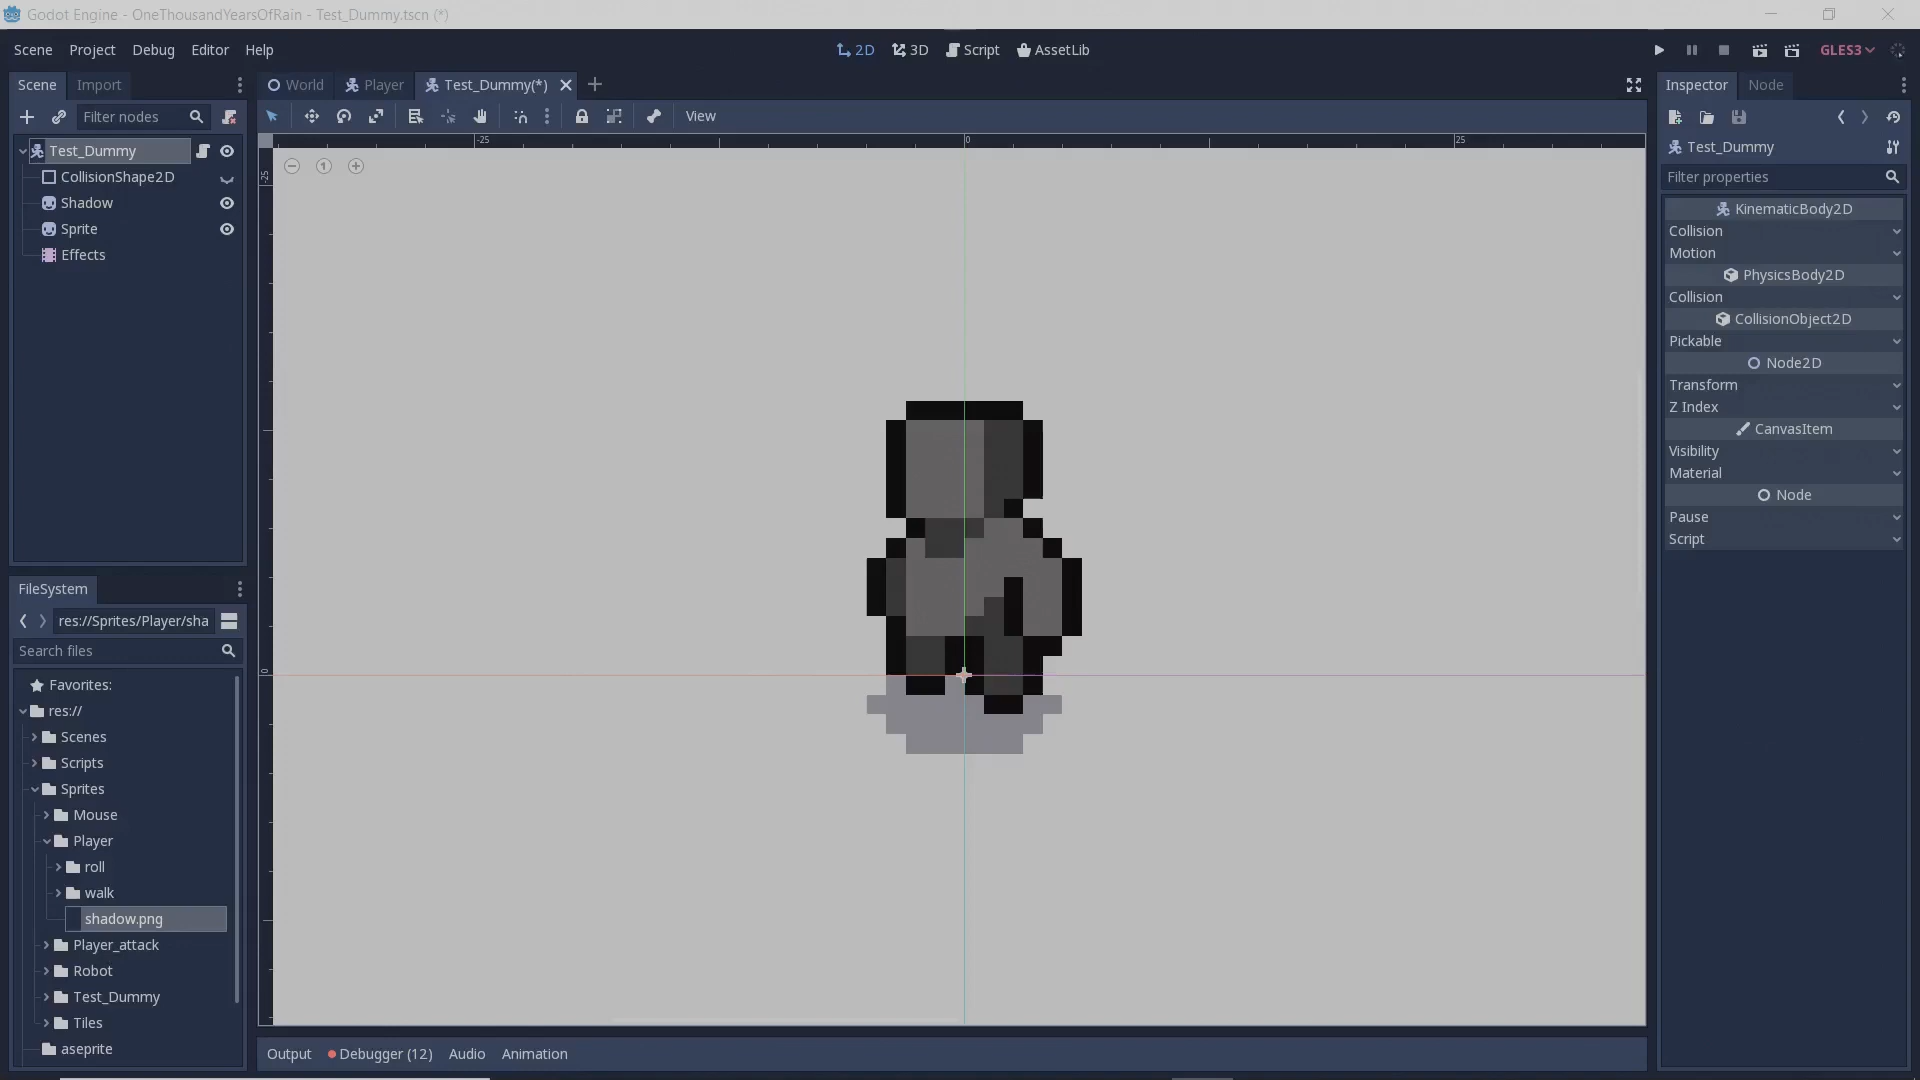 Godot Engine - OneThousandYearsOfRain - Test_Dummy.tscn (*)
Scene Project Debug Editor Help
2D 3D Script AssetLib
GLES3
Scene Import
World Player Test_Dummy(*)
Inspector Node
Filter nodes
View
Test_Dummy
CollisionShape2D
Shadow
Sprite
Effects
-25 0 25
-25
0
1
Test_Dummy
Filter properties
KinematicBody2D
Collision
Motion
PhysicsBody2D
Collision
CollisionObject2D
Pickable
Node2D
Transform
Z Index
CanvasItem
Visibility
Material
Node
Pause
Script
FileSystem
res://Sprites/Player/sha
Search files
Favorites:
res://
Scenes
Scripts
Sprites
Mouse
Player
roll
walk
shadow.png
Player_attack
Robot
Test_Dummy
Tiles
aseprite
Output Debugger (12) Audio Animation